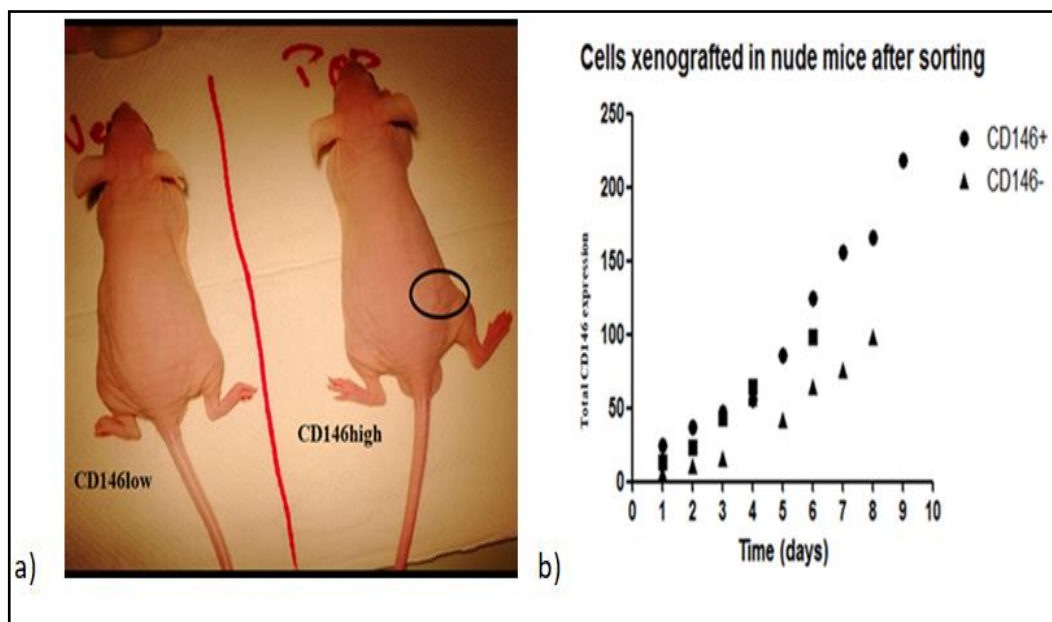 Pop
CD146low
CD146high
a)
Cells xenografted in nude mice after sorting
Total CD146 expression
250
200
150
100
50
0
0 1 2 3 4 5 6 7 8 9 10
Time (days)
CD146+
CD146-
b)